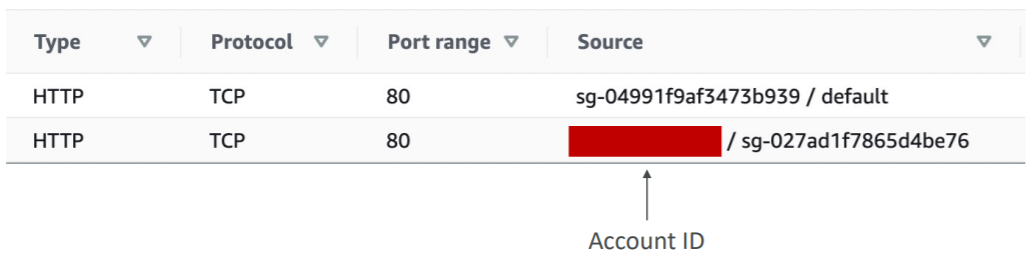 Type Protocol Port range Source
HTTP TCP 80 sg-04991f9af3473b939 / default
HTTP TCP 80 / sg-027ad1f7865d4be76
Account ID